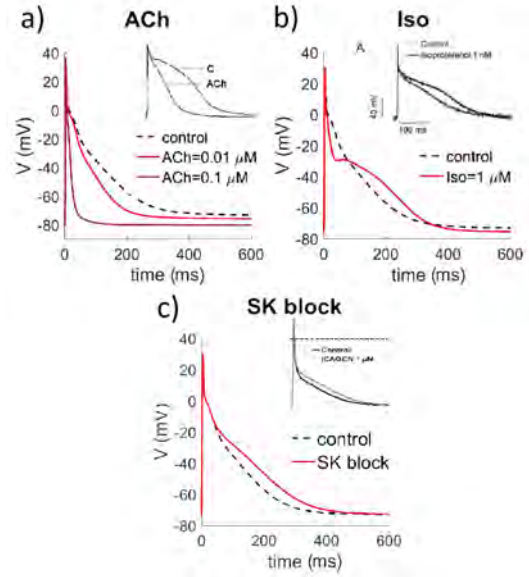 a)
ACh
40
20
0
-20
-40
-60
-80
V (mV)
C
ACh
control
ACh=0.01 μM
ACh=0.1 μM
0
200
400
600
time (ms)
b)
Iso
40
20
0
-20
-40
-60
-80
V (mV)
A
Control
Isoproterenol 1 nM
40 mV
100 ms
control
Iso=1 μM
0
200
400
600
time (ms)
c)
SK block
40
20
0
-20
-40
-60
-80
V (mV)
Control
μM
control
SK block
0
200
400
600
time (ms)